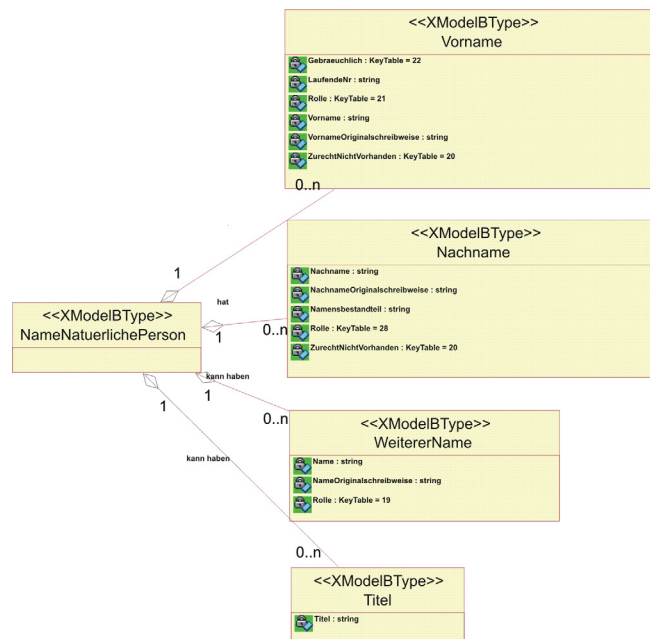 <<XModelBType>>
Vorname
Gebraeuchlich : KeyTable = 22
LaufendeNr : string
Rolle : KeyTable = 21
Vorname : string
VornameOriginalschreibweise : string
ZurechtNichtVorhanden : KeyTable = 20
0..n
<<XModelBType>>
Nachname
Nachname : string
NachnameOriginalschreibweise : string
Namensbestandteil : string
Rolle : KeyTable = 28
ZurechtNichtVorhanden : KeyTable = 20
1
hat
0..n
1
<<XModelBType>>
NameNatuerlichePerson
kann haben
1
0..n
<<XModelBType>>
WeitererName
Name : string
NameOriginalschreibweise : string
Rolle : KeyTable = 19
1
kann haben
0..n
<<XModelBType>>
Titel
Titel : string